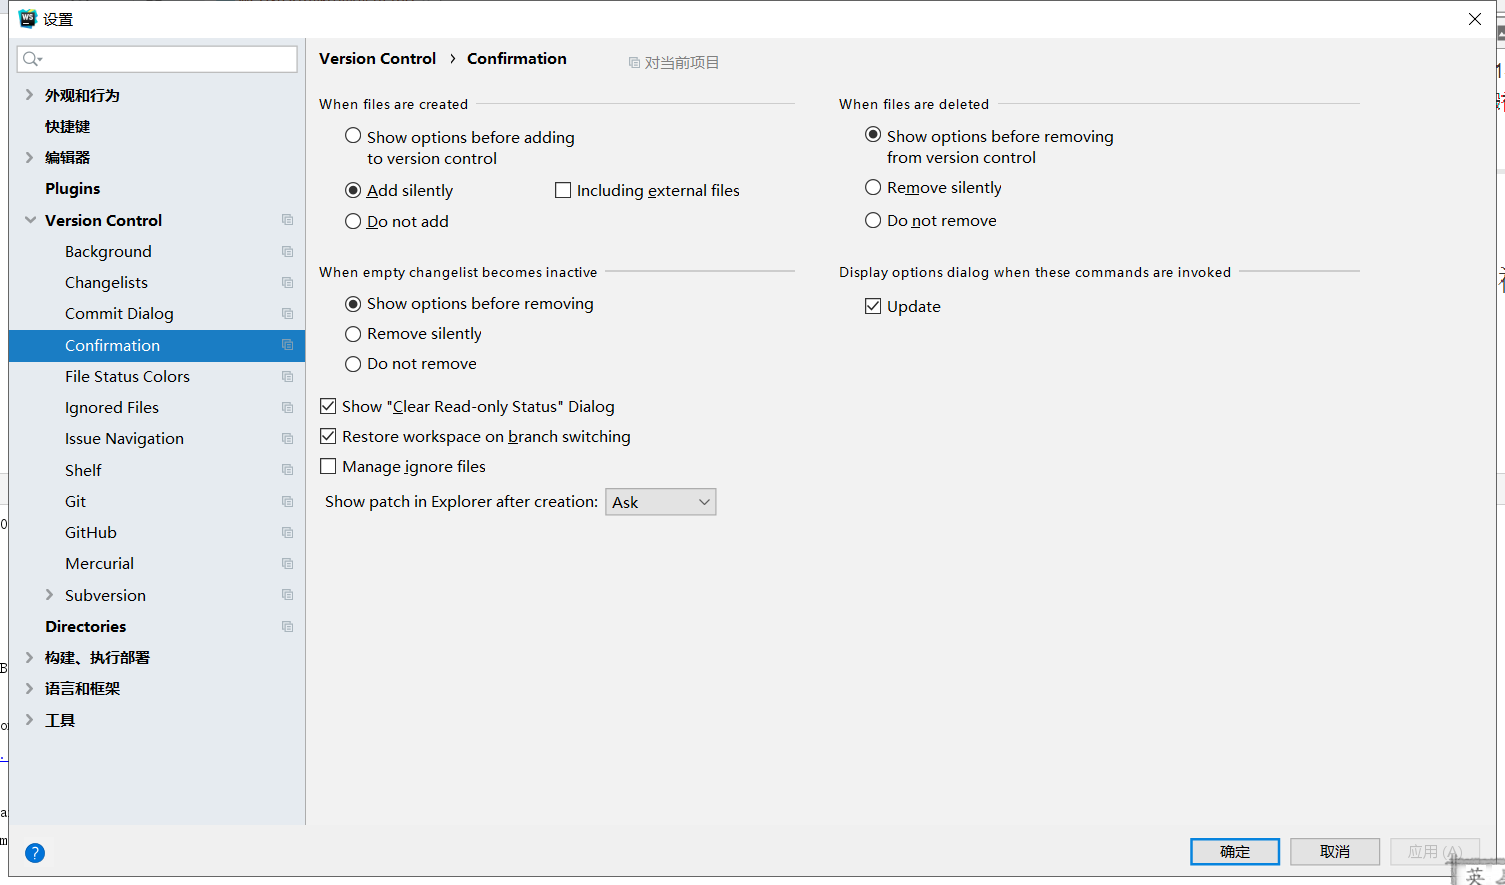 设置
外观和行为
快捷键
编辑器
Plugins
Version Control
Background
Changelists
Commit Dialog
Confirmation
File Status Colors
Ignored Files
Issue Navigation
Shelf
Git
GitHub
Mercurial
Subversion
Directories
构建、执行部署
语言和框架
工具
Version Control › Confirmation
对当前项目
When files are created
Show options before adding
to version control
Add silently
Including external files
Do not add
When files are deleted
Show options before removing
from version control
Remove silently
Do not remove
When empty changelist becomes inactive
Show options before removing
Remove silently
Do not remove
Display options dialog when these commands are invoked
Update
Show "Clear Read-only Status" Dialog
Restore workspace on branch switching
Manage ignore files
Show patch in Explorer after creation: Ask
?
确定
取消
应用 (A)
英